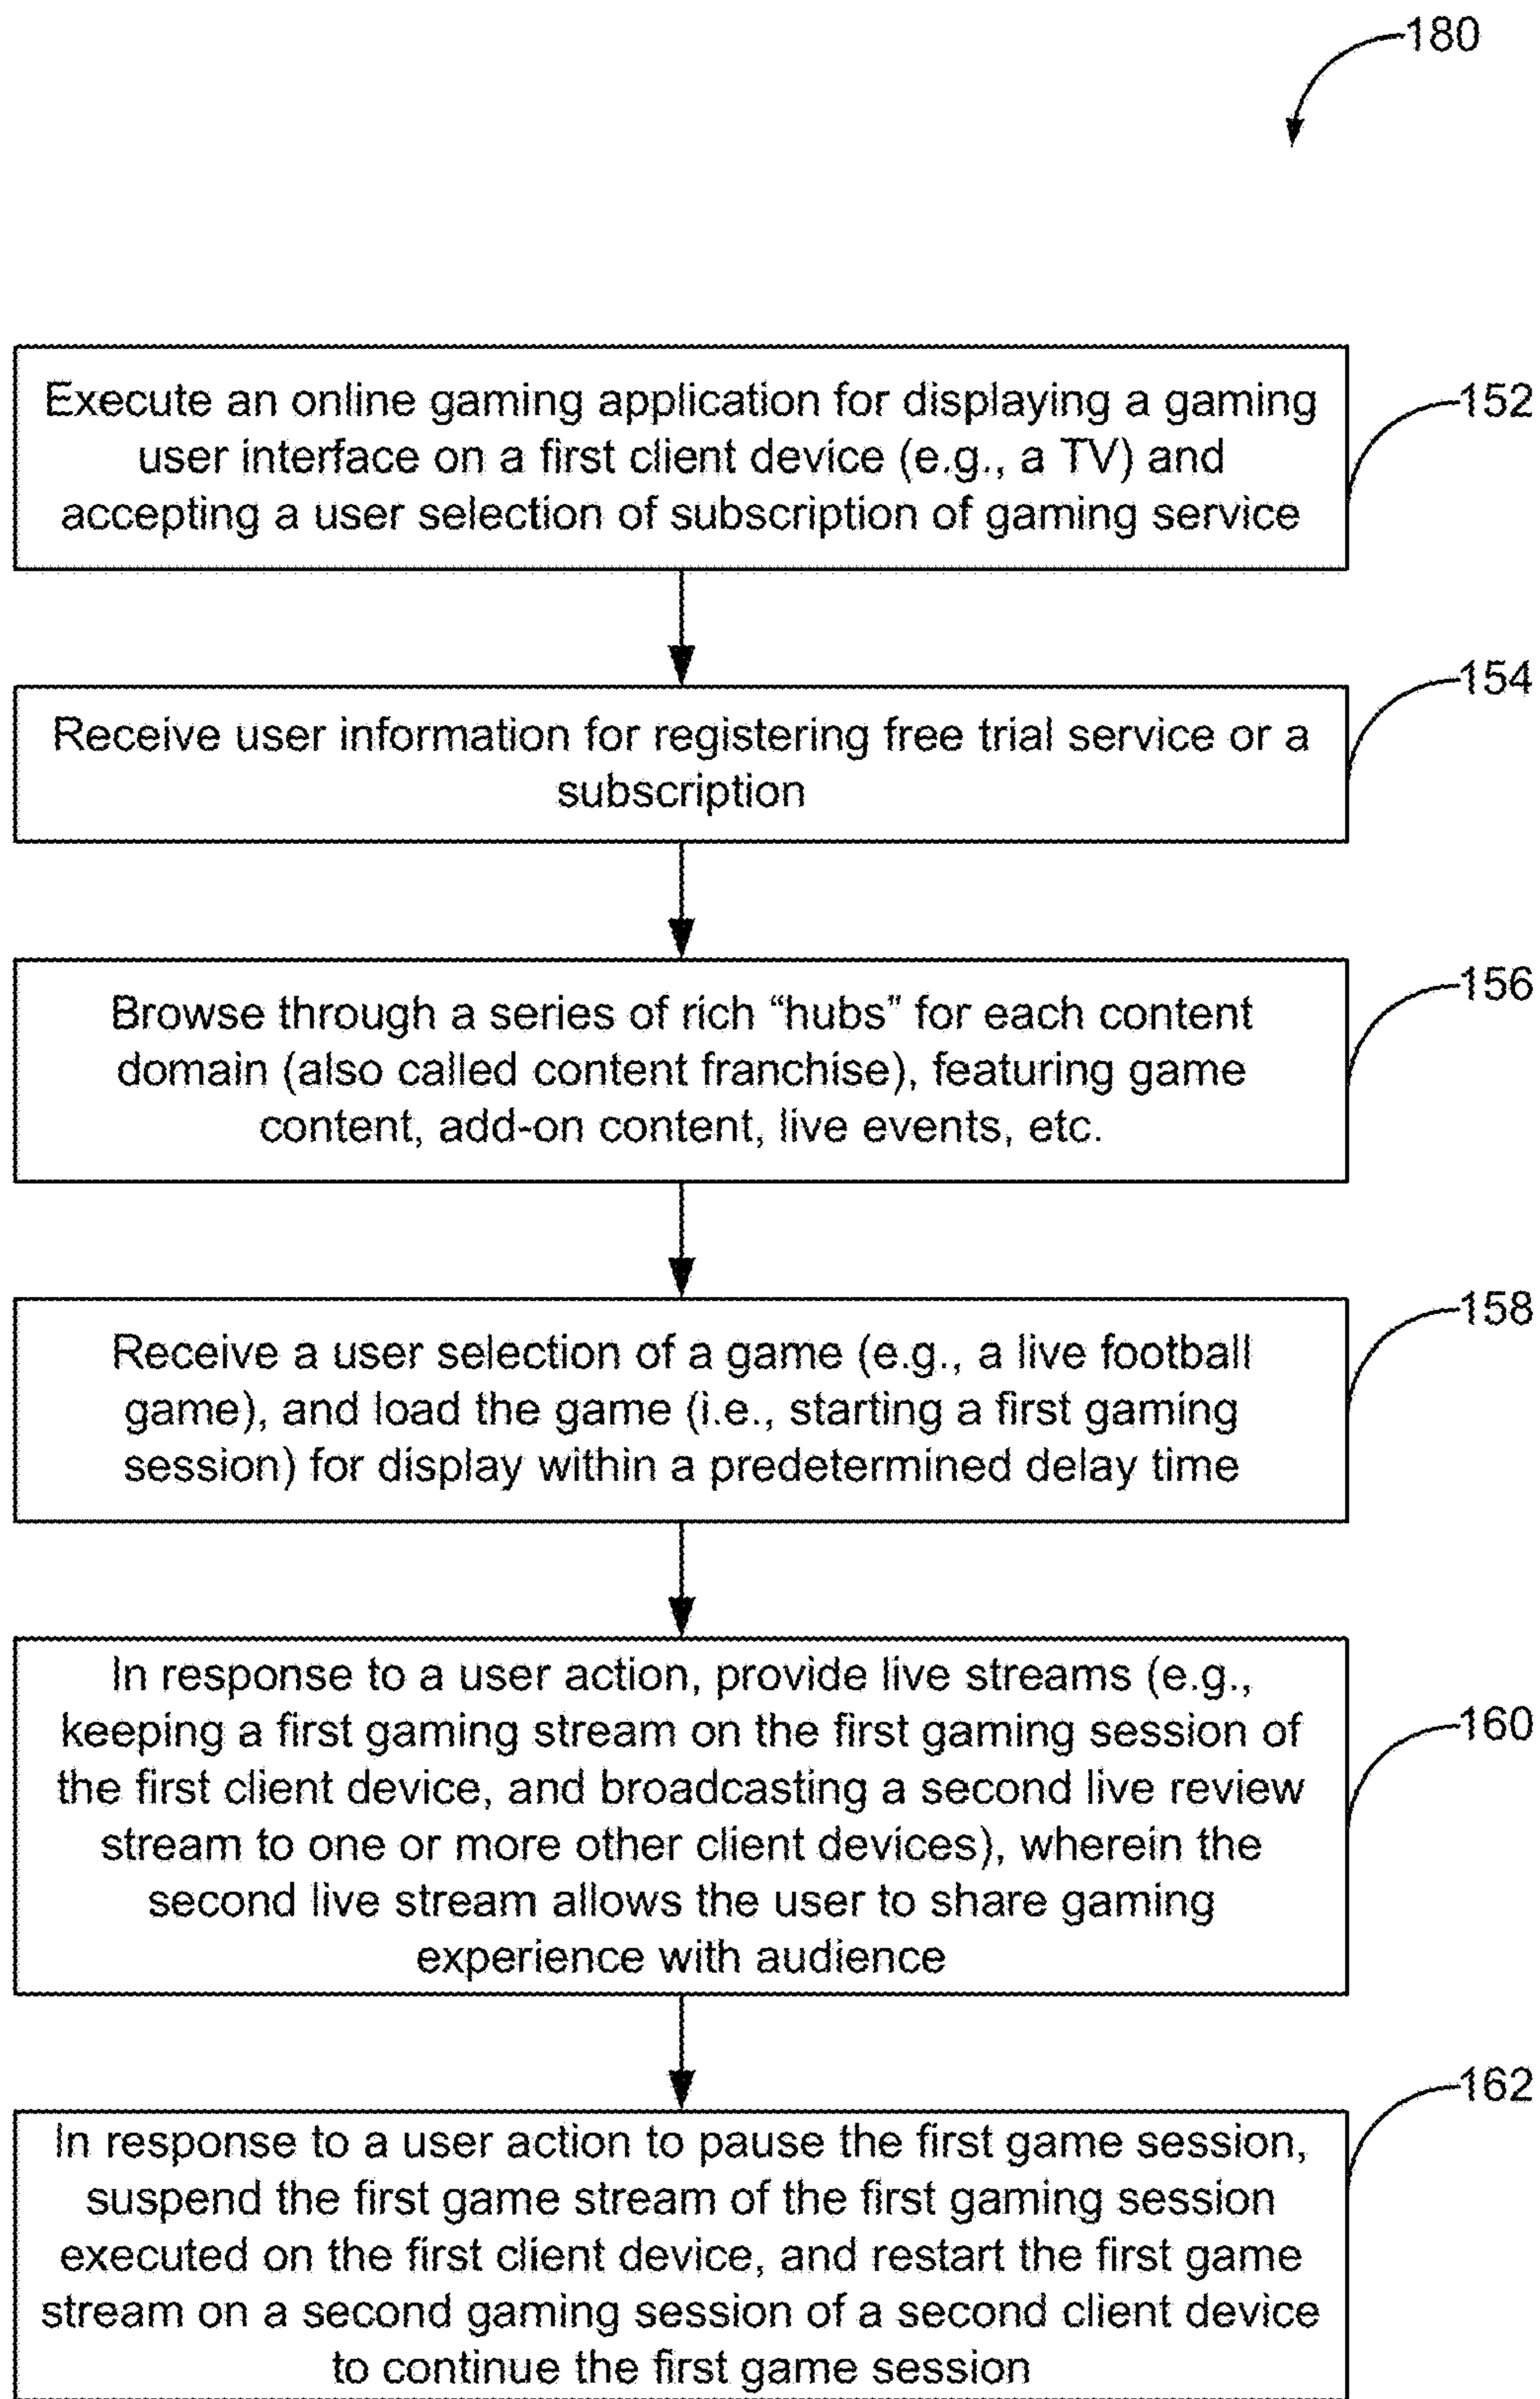 180
Execute an online gaming application for displaying a gaming
user interface on a first client device (e.g., a TV) and
accepting a user selection of subscription of gaming service
152
Receive user information for registering free trial service or a
subscription
154
Browse through a series of rich “hubs” for each content
domain (also called content franchise), featuring game
content, add-on content, live events, etc.
156
Receive a user selection of a game (e.g., a live football
game), and load the game (i.e., starting a first gaming
session) for display within a predetermined delay time
158
In response to a user action, provide live streams (e.g.,
keeping a first gaming stream on the first gaming session of
the first client device, and broadcasting a second live review
stream to one or more other client devices), wherein the
second live stream allows the user to share gaming
experience with audience
160
In response to a user action to pause the first game session,
suspend the first game stream of the first gaming session
executed on the first client device, and restart the first game
stream on a second gaming session of a second client device
to continue the first game session
162